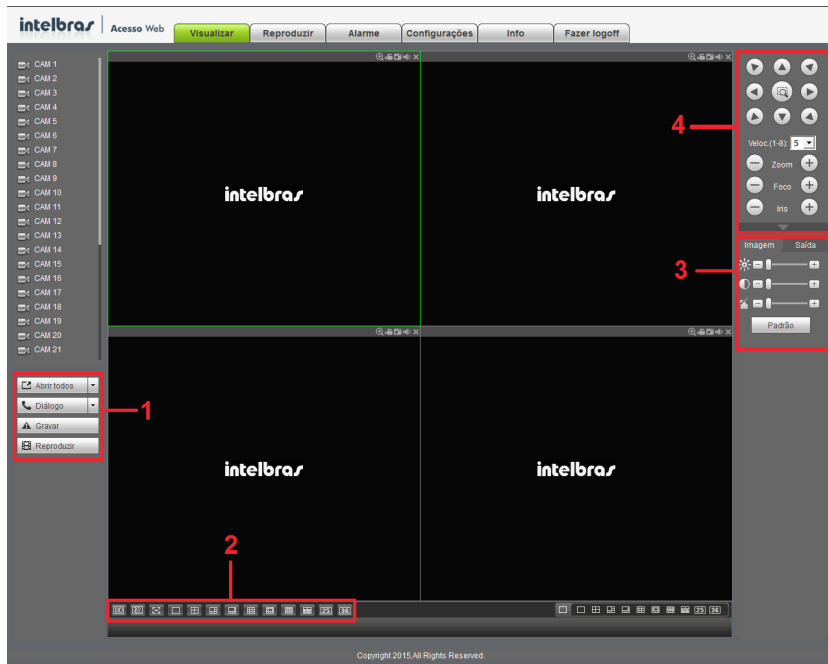 intelbras Acesso Web Visualizar Reproduzir Alarme Configurações Info Fazer logoff
CAM 1
CAM 2
CAM 3
CAM 4
CAM 5
CAM 6
CAM 7
CAM 8
CAM 9
CAM 10
CAM 11
CAM 12
CAM 13
CAM 14
CAM 15
CAM 16
CAM 17
CAM 18
CAM 19
CAM 20
CAM 21
Abrir todos
Diálogo
Gravar
Reproduzir
1
intelbras
intelbras
intelbras
intelbras
2
25 36
25 36
4
Veloc.(1-8): 5
Zoom
Foco
Iris
3
Imagem Saída
Padrão
Copyright 2015,All Rights Reserved.